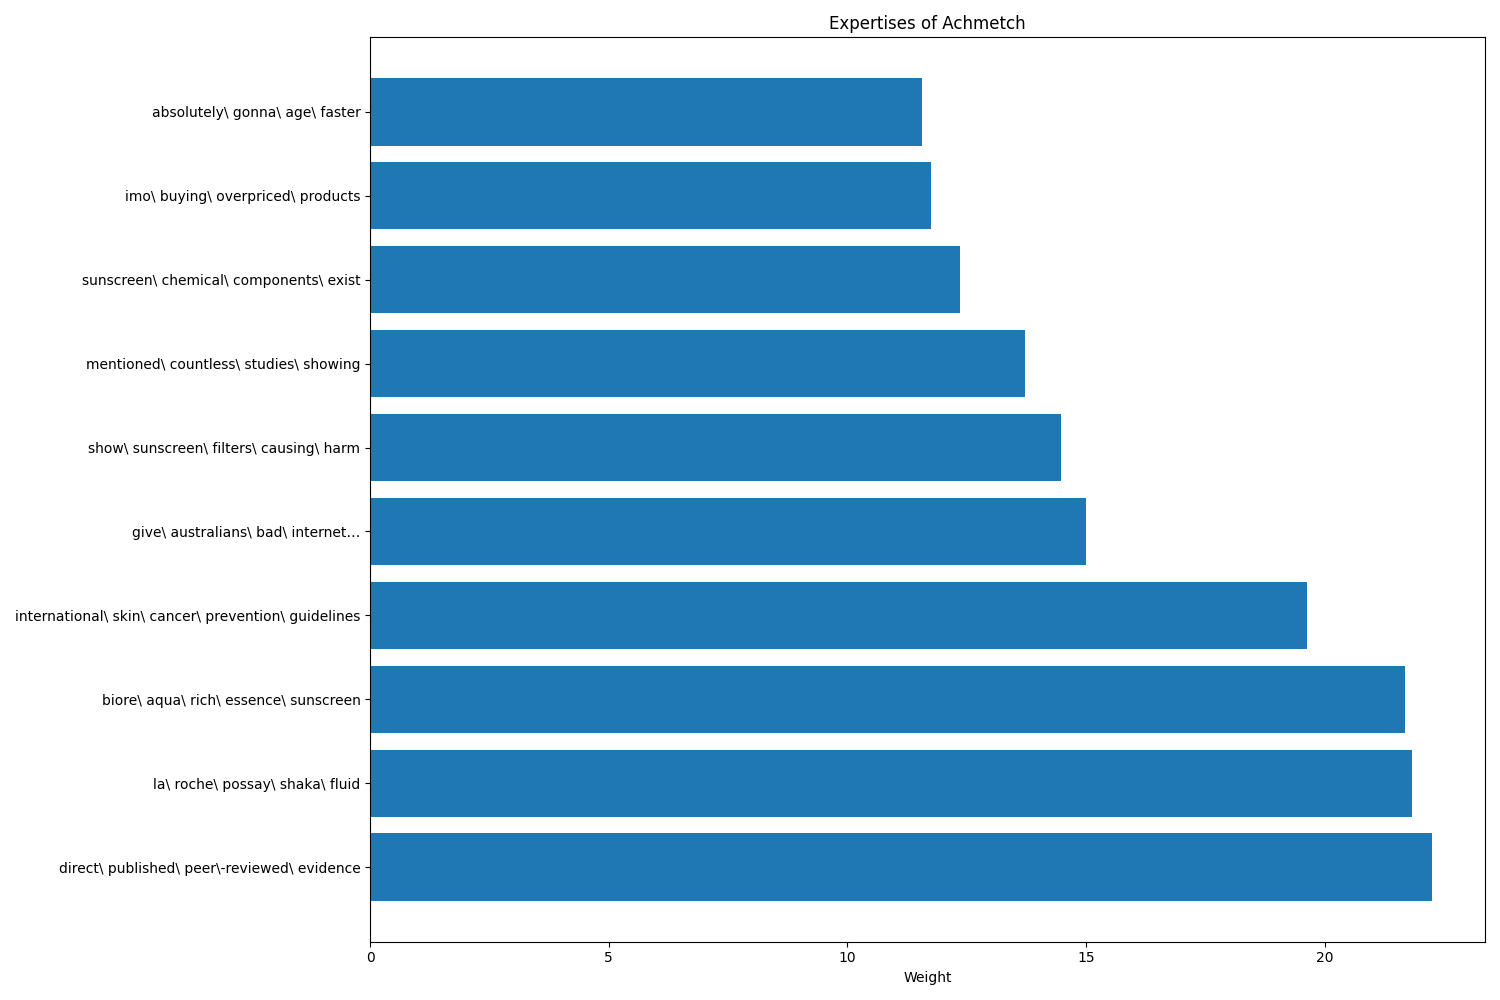 Expertises of Achmetch
absolutely\ gonna\ age\ faster
imo\ buying\ overpriced\ products
sunscreen\ chemical\ components\ exist
mentioned\ countless\ studies\ showing
show\ sunscreen\ filters\ causing\ harm
give\ australians\ bad\ internet…
international\ skin\ cancer\ prevention\ guidelines
biore\ aqua\ rich\ essence\ sunscreen
la\ roche\ possay\ shaka\ fluid
direct\ published\ peer\-reviewed\ evidence
0 5 10 15 20
Weight